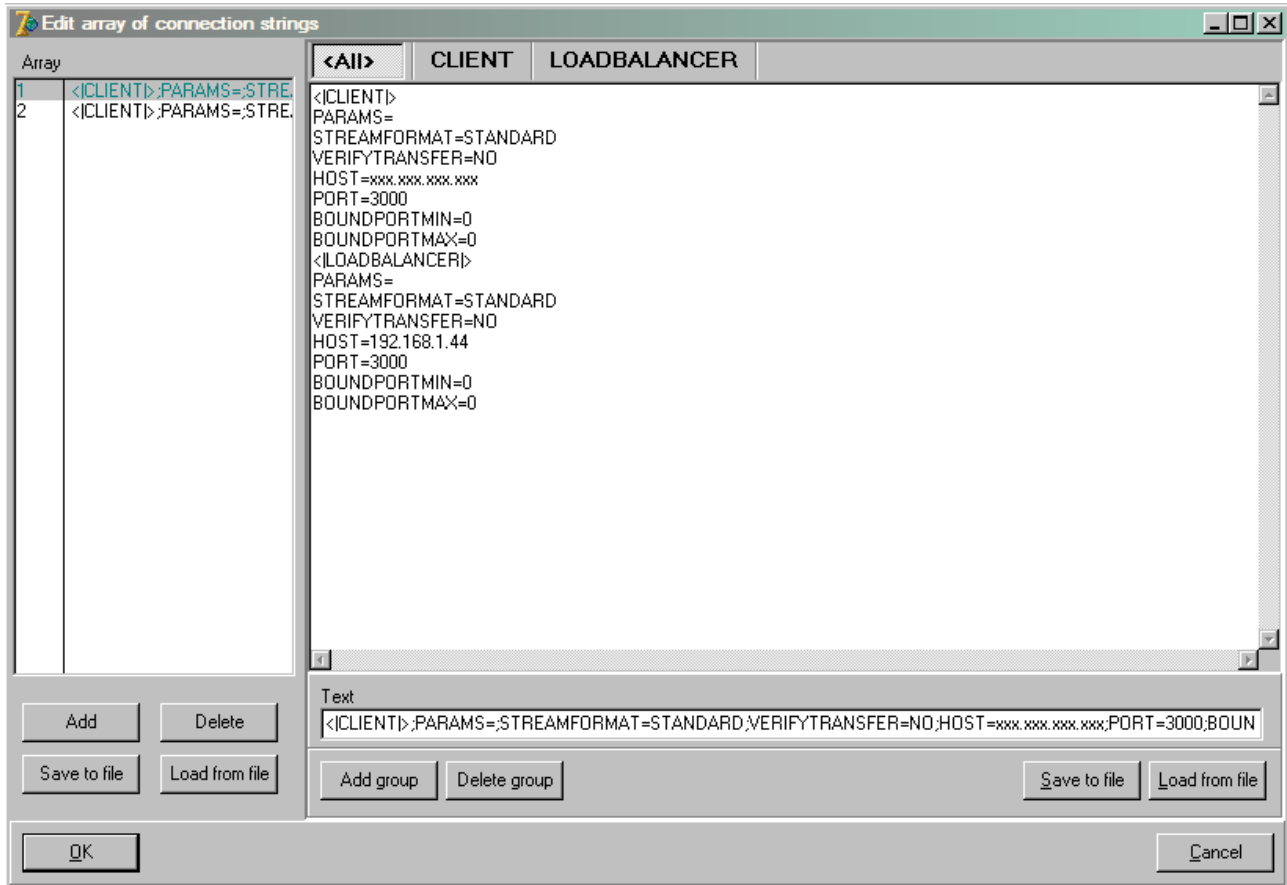 Edit array of connection strings
Array
1 <|CLIENT|>;PARAMS=;STRE.
2 <|CLIENT|>;PARAMS=;STRE.
<All> CLIENT LOADBALANCER
<|CLIENT|>
PARAMS=
STREAMFORMAT=STANDARD
VERIFYTRANSFER=NO
HOST=xxx.xxx.xxx.xxx
PORT=3000
BOUNDPORTMIN=0
BOUNDPORTMAX=0
<|LOADBALANCER|>
PARAMS=
STREAMFORMAT=STANDARD
VERIFYTRANSFER=NO
HOST=192.168.1.44
PORT=3000
BOUNDPORTMIN=0
BOUNDPORTMAX=0
Text
<|CLIENT|>;PARAMS=;STREAMFORMAT=STANDARD;VERIFYTRANSFER=NO;HOST=xxx.xxx.xxx.xxx;PORT=3000;BOUN
Add Delete
Save to file Load from file
Add group Delete group Save to file Load from file
OK Cancel